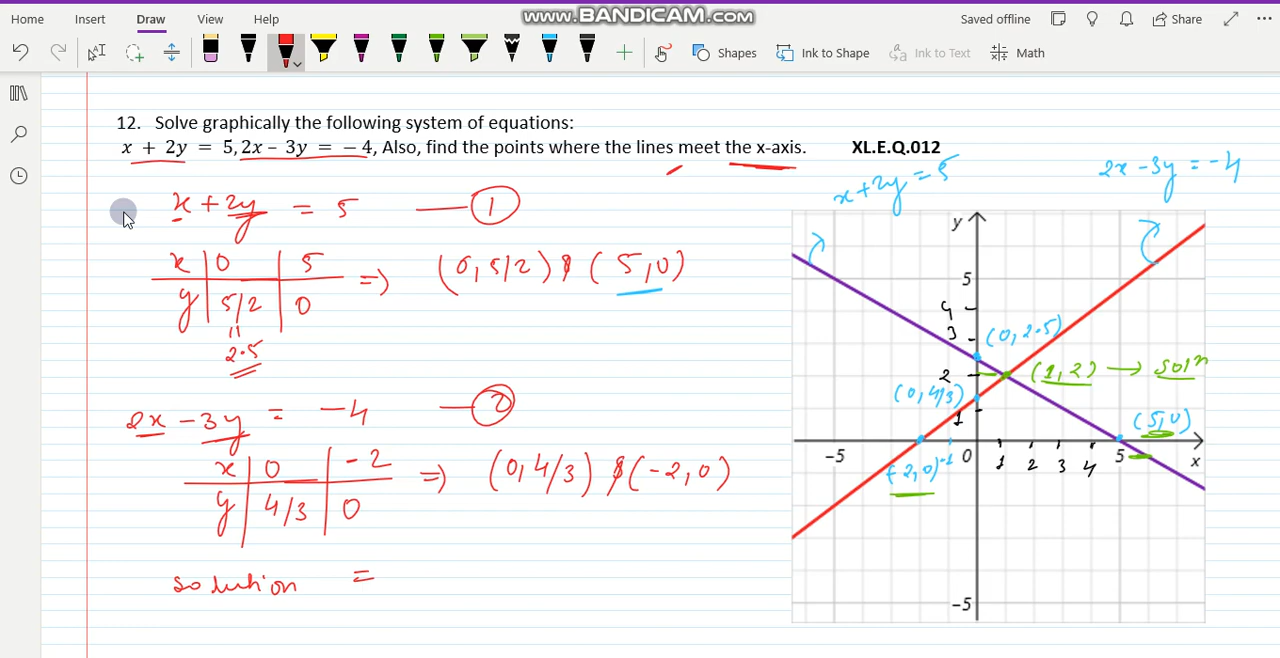 Home Insert Draw View Help www.BANDICAM.com Saved offline Share
Shapes Ink to Shape Ink to Text Math
12. Solve graphically the following system of equations:
x + 2y = 5, 2x - 3y = - 4, Also, find the points where the lines meet the x-axis. XL.E.Q.012
x + 2y = 5 — 1
x 0 5
y 5/2 0
⇒ (0, 5/2) & (5, 0)
"
2.5
2x - 3y = -4 — 2
x 0 -2
y 4/3 0
⇒ (0, 4/3) & (-2, 0)
solution =
x+2y = 5
2x -3y = -4
y
5
4
3
(0, 2.5)
2
(1, 2) → soln
(0, 4/3)
1
(5, 0)
-5 -1 0 1 2 3 4 5 x
(-2, 0)
-5